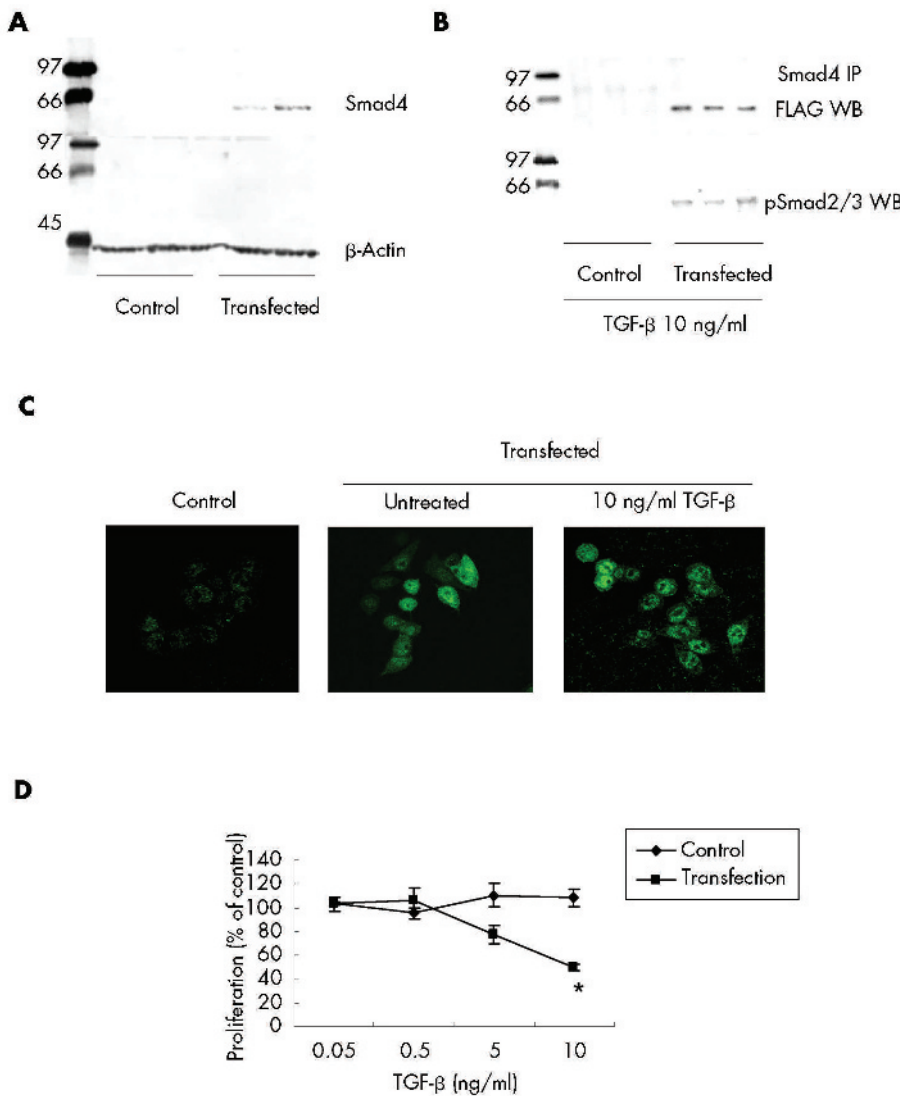 A
97
66
Smad4
97
66
45
β-Actin
Control Transfected
B
97
Smad4 IP
66
FLAG WB
97
66
pSmad2/3 WB
Control Transfected
TGF-β 10 ng/ml
C
Transfected
Control Untreated 10 ng/ml TGF-β
D
Proliferation (% of control)
140
120
100
80
60
40
20
0
Control
Transfection
*
0.05 0.5 5 10
TGF-β (ng/ml)